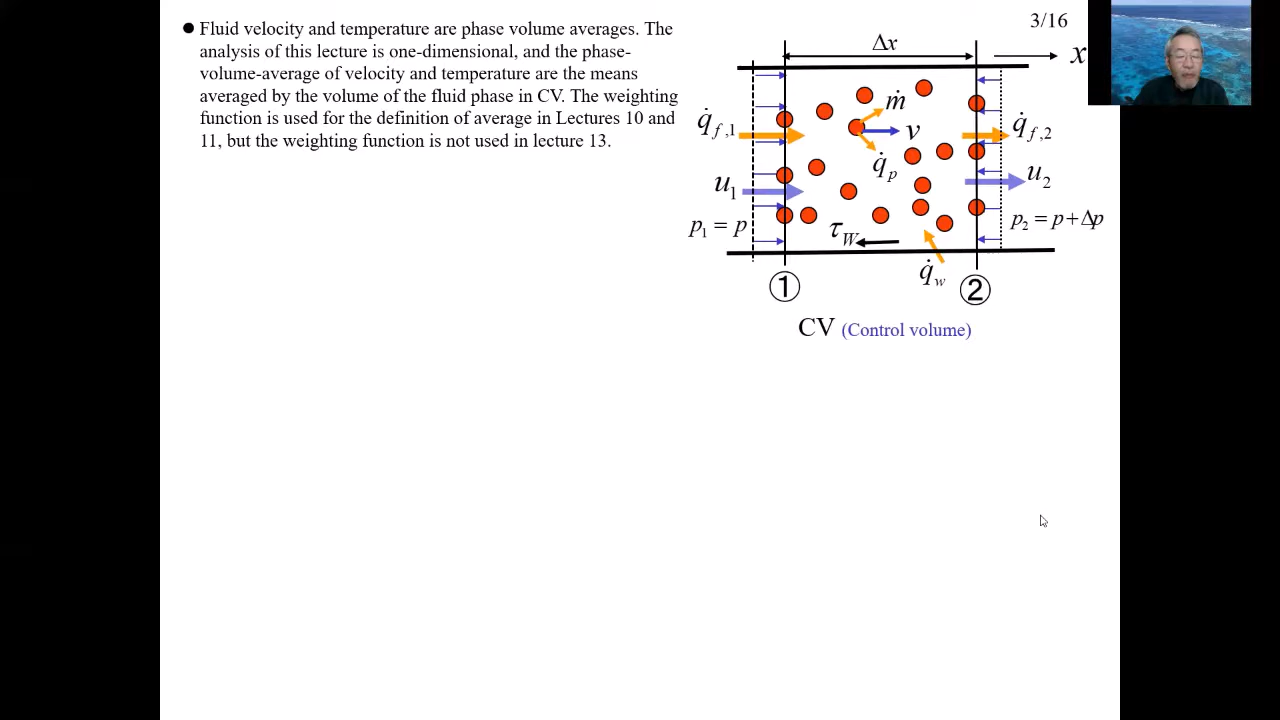 ● Fluid velocity and temperature are phase volume averages. The
analysis of this lecture is one-dimensional, and the phase-
volume-average of velocity and temperature are the means
averaged by the volume of the fluid phase in CV. The weighting
function is used for the definition of average in Lectures 10 and
11, but the weighting function is not used in lecture 13.
3/16
Δx
x
ṁ
q̇f,1
v
q̇f,2
q̇p
u1
u2
p1 = p
τW
p2 = p + Δp
q̇w
①
②
CV (Control volume)